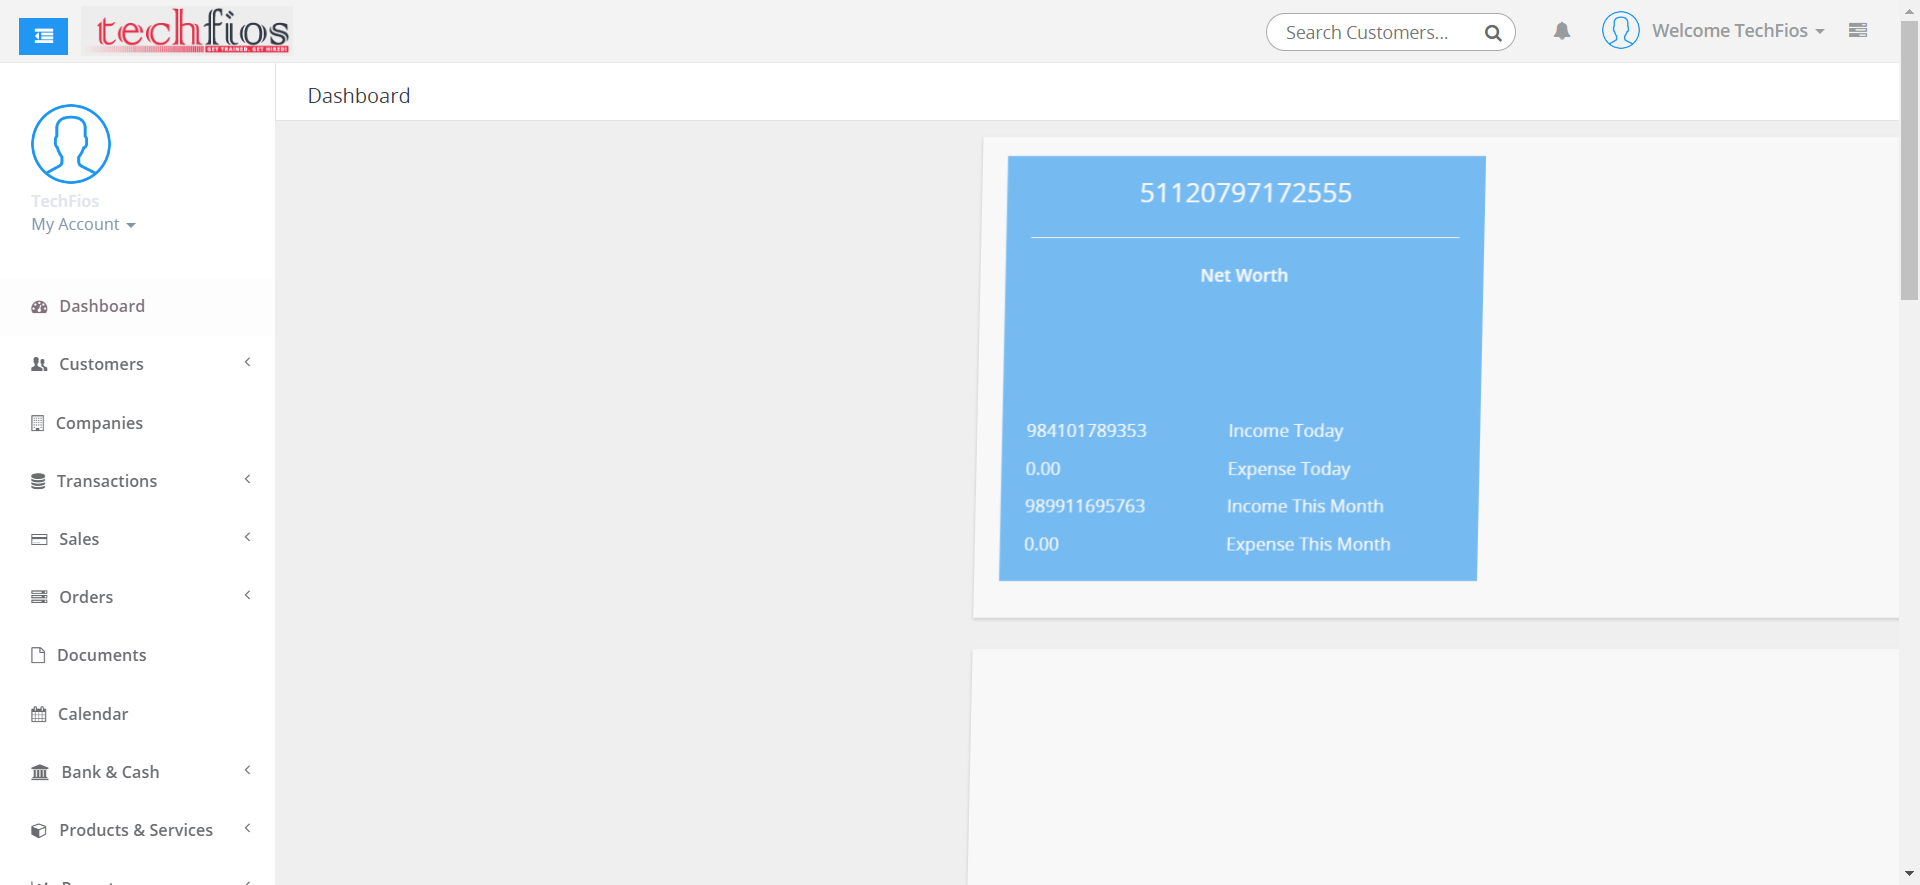 techfios
GET TRAINED. GET HIRED!
Search Customers...
Welcome TechFios
TechFios
My Account
Dashboard
Customers
Companies
Transactions
Sales
Orders
Documents
Calendar
Bank & Cash
Products & Services
Dashboard
51120797172555
Net Worth
984101789353 Income Today
0.00 Expense Today
989911695763 Income This Month
0.00 Expense This Month